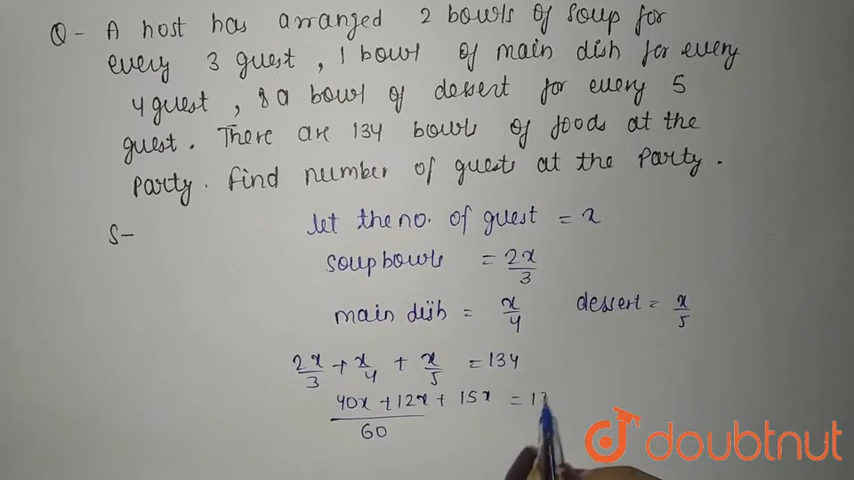 Q- A host has arranged 2 bowls of soup for
every 3 guest, 1 bowl of main dish for every
4 guest, & a bowl of dessert for every 5
guest. There are 134 bowls of foods at the
Party. find number of guests at the Party.
S- let the no. of guest = x
soup bowls = 2x/3
main dish = x/4 dessert = x/5
2x/3 + x/4 + x/5 = 134
40x + 12x + 15x = 13
60
doubtnut